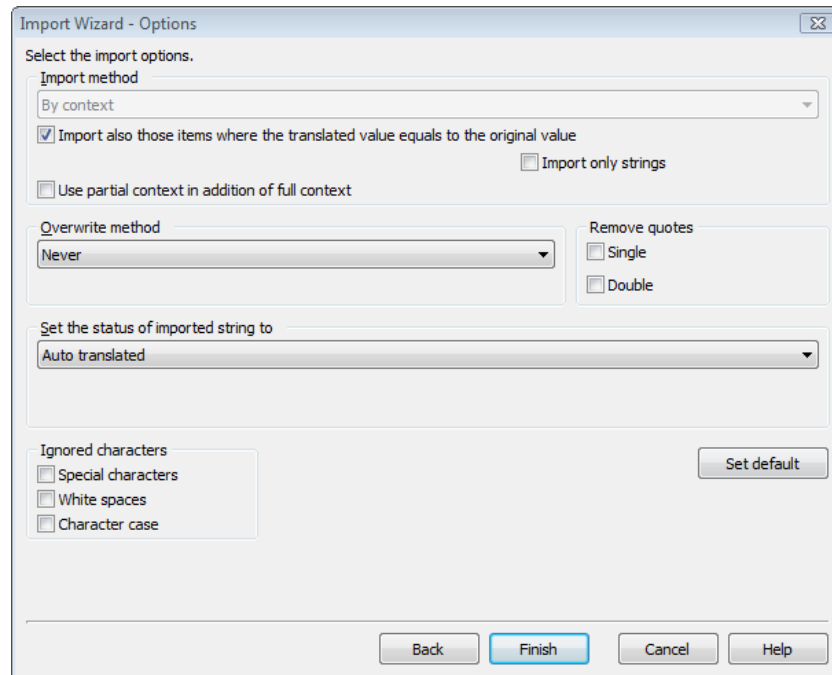 Import Wizard - Options
Select the import options.
Import method
By context
Import also those items where the translated value equals to the original value
Import only strings
Use partial context in addition of full context
Overwrite method
Never
Remove quotes
Single
Double
Set the status of imported string to
Auto translated
Ignored characters
Special characters
White spaces
Character case
Set default
Back
Finish
Cancel
Help